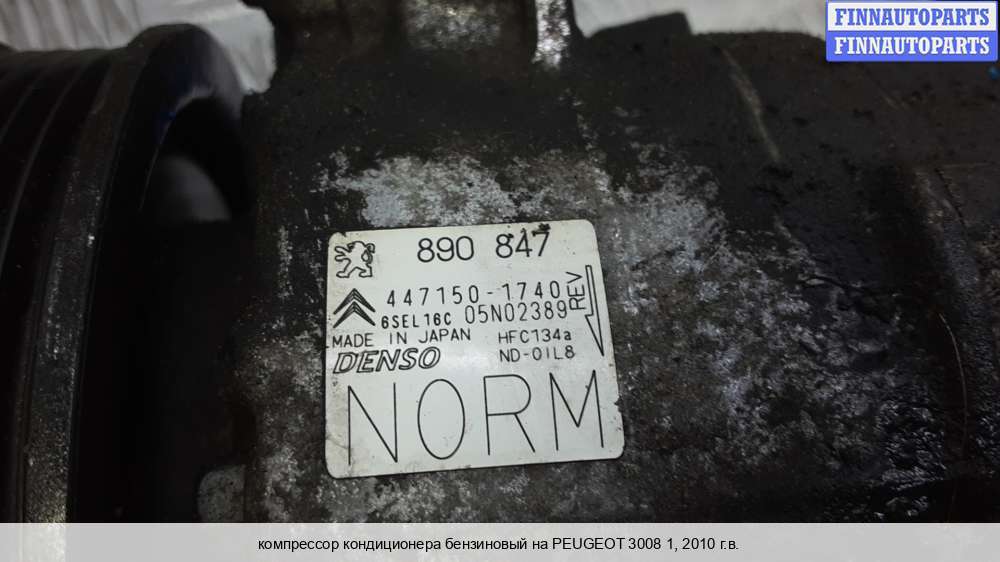 FINNAUTOPARTS
FINNAUTOPARTS
890 847
447150-1740
6SEL16C 05N02389
REV
MADE IN JAPAN HFC134a
DENSO ND-OIL8
NORM
компрессор кондиционера бензиновый на PEUGEOT 3008 1, 2010 г.в.